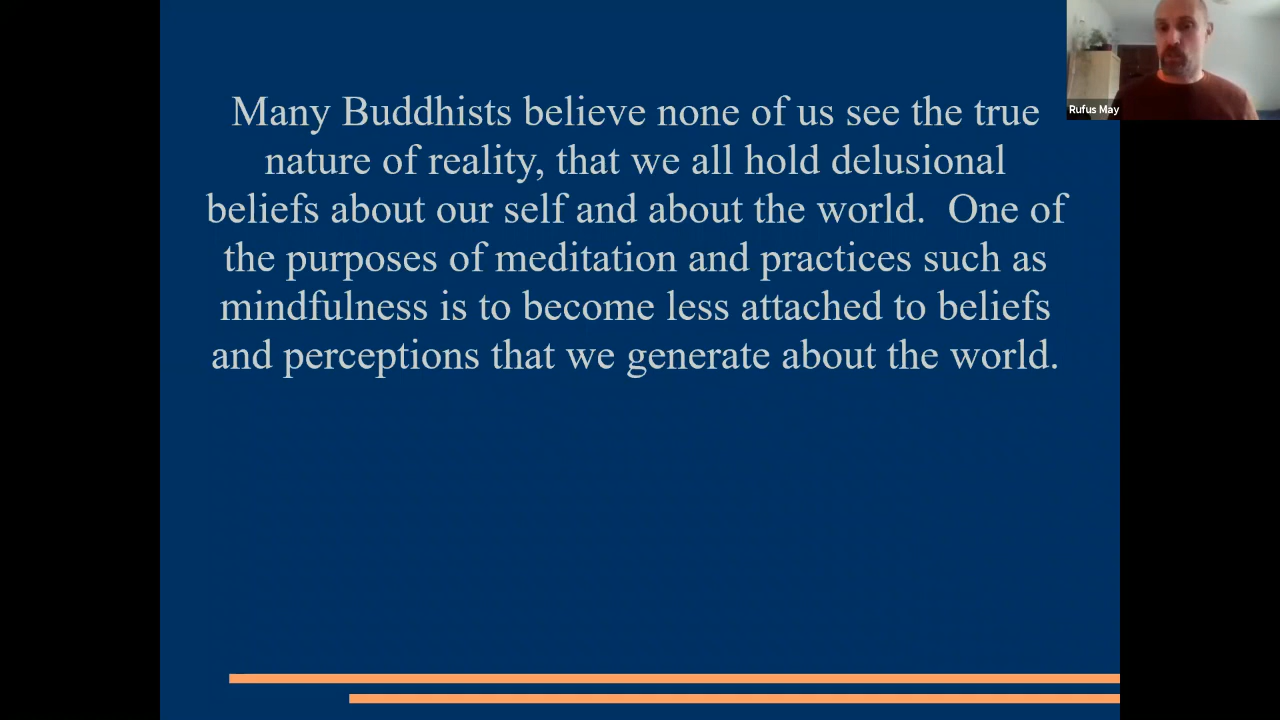 Many Buddhists believe none of us see the true
nature of reality, that we all hold delusional
beliefs about our self and about the world.  One of
the purposes of meditation and practices such as
mindfulness is to become less attached to beliefs
and perceptions that we generate about the world.
Rufus May